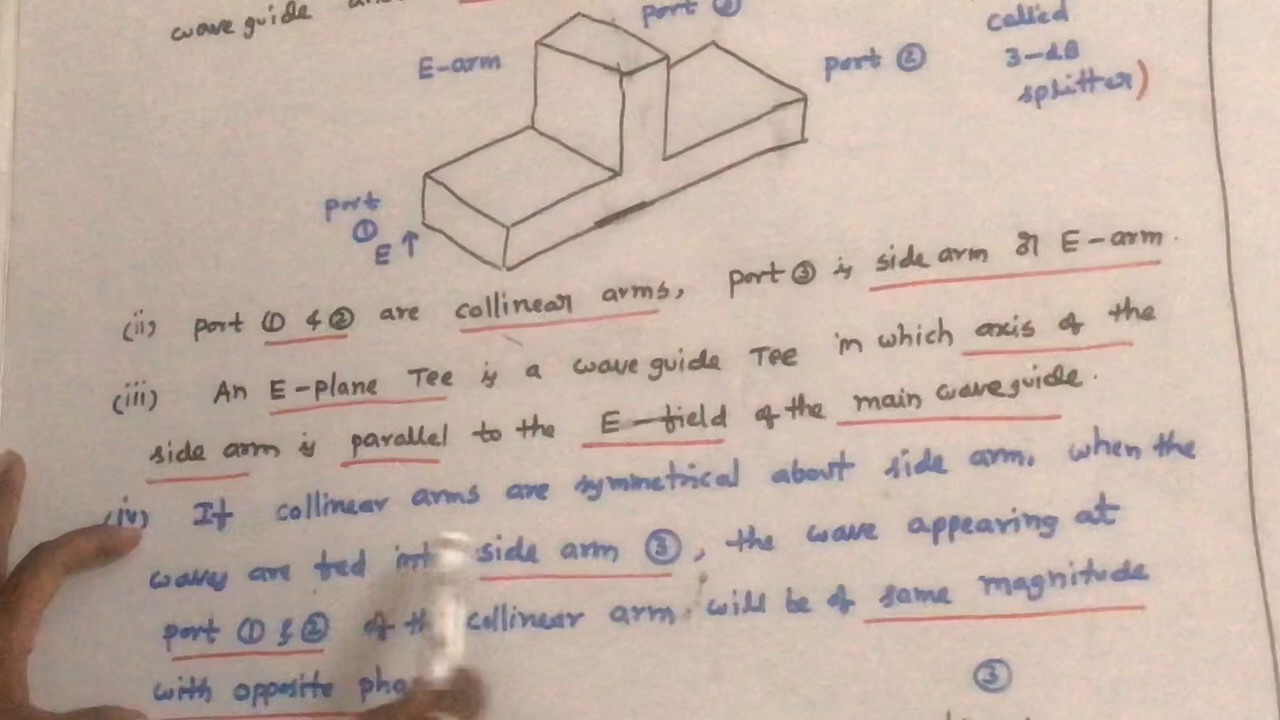 wave guide
port ③
called
E-arm
port ②
3-dB
splitter)
port
①
E ↑
(ii) port ① & ② are collinear arms, port ③ is side arm or E-arm.
(iii) An E-plane Tee is a wave guide Tee in which axis of the
side arm is parallel to the E-field of the main waveguide.
(iv) If collinear arms are symmetrical about side arm. when the
waves are fed int side arm ③, the wave appearing at
port ① & ② of th collinear arm. will be of same magnitude
with opposite pha
③